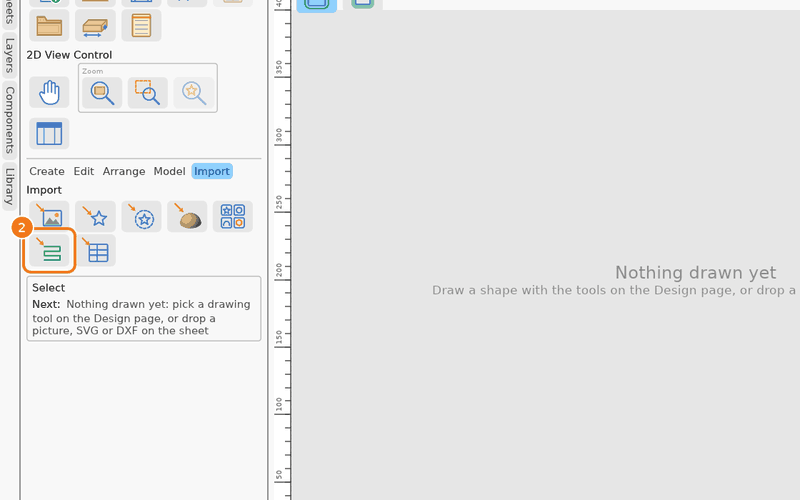 eets
Layers
Components
Library
2D View Control
Zoom
Create Edit Arrange Model Import
Import
2
Select
Next: Nothing drawn yet: pick a drawing
tool on the Design page, or drop a
picture, SVG or DXF on the sheet
350
300
250
200
150
100
50
Nothing drawn yet
Draw a shape with the tools on the Design page, or drop a